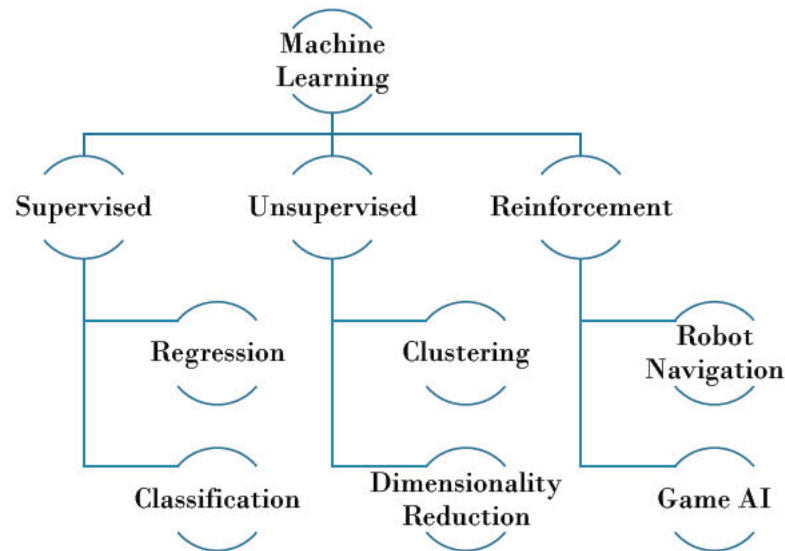 Machine
Learning
Supervised
Unsupervised
Reinforcement
Regression
Clustering
Robot
Navigation
Classification
Dimensionality
Reduction
Game AI